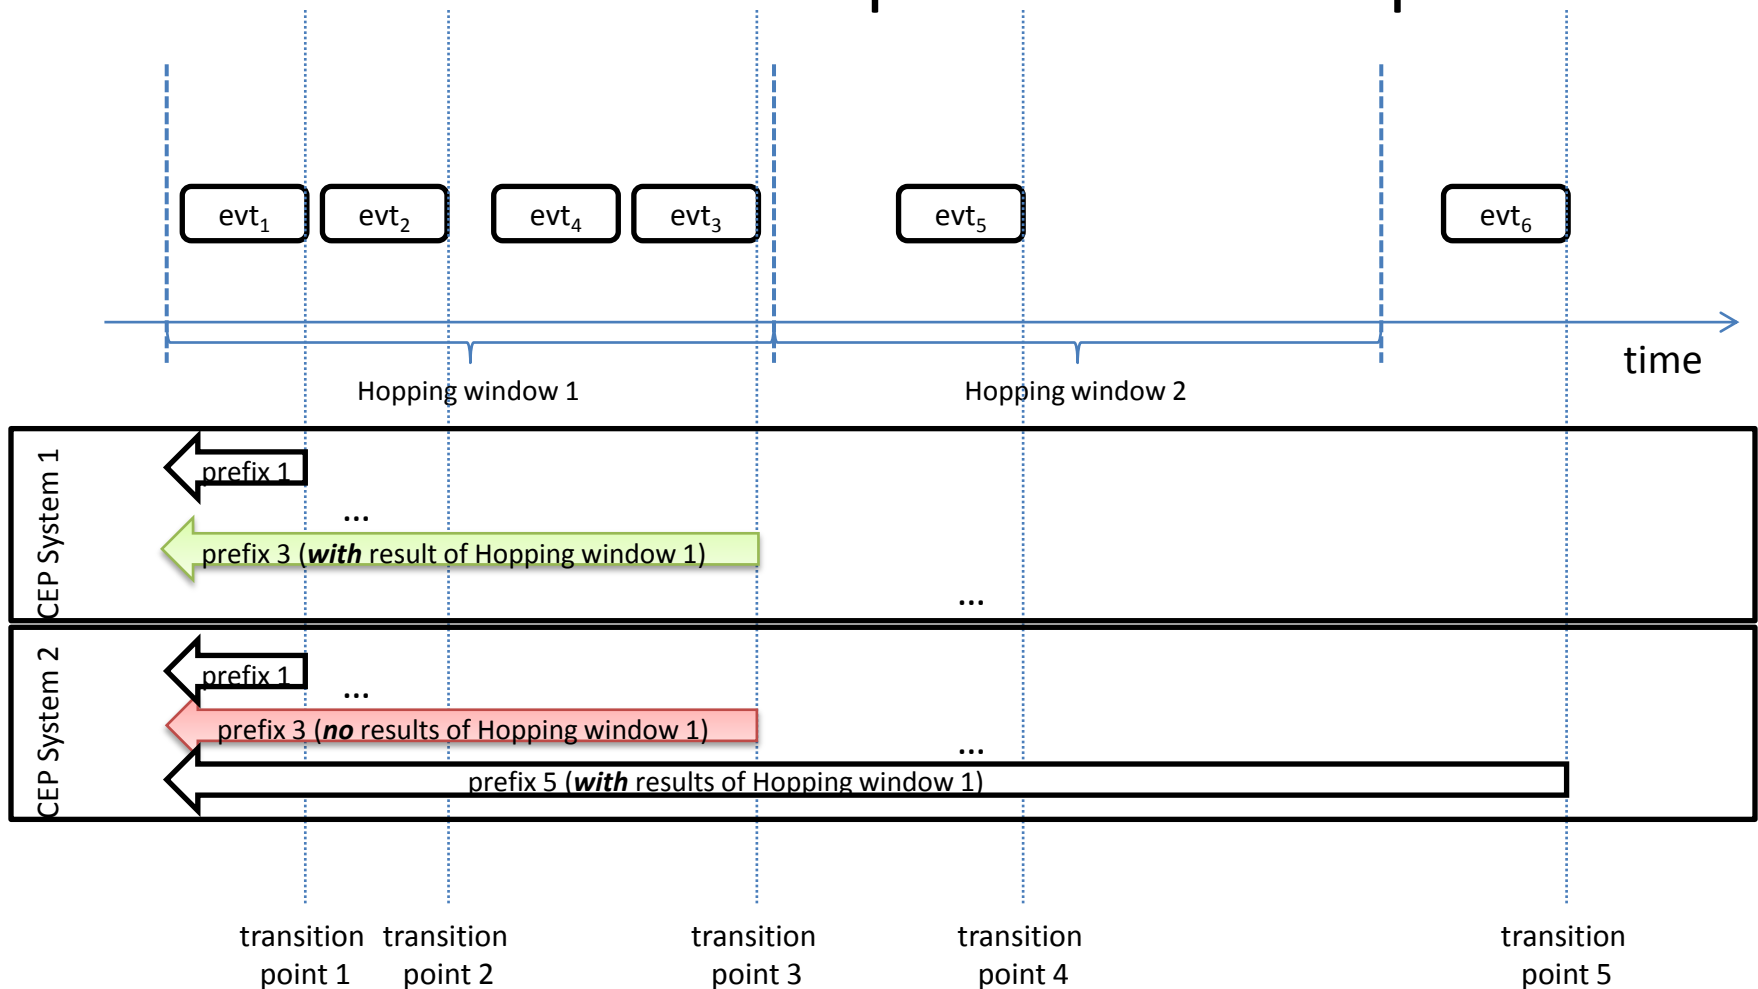 evt1 evt2 evt4 evt3 evt5 evt6
time
Hopping window 1 Hopping window 2
CEP System 1
prefix 1
...
prefix 3 (with result of Hopping window 1)
...
CEP System 2
prefix 1
...
prefix 3 (no results of Hopping window 1)
...
prefix 5 (with results of Hopping window 1)
transition point 1
transition point 2
transition point 3
transition point 4
transition point 5